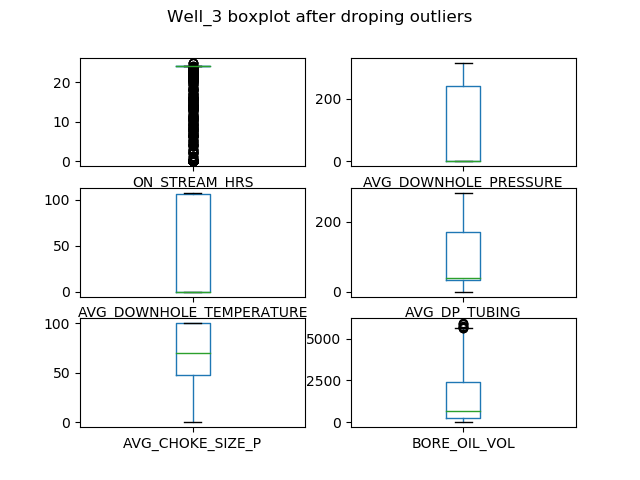 Well_3 boxplot after droping outliers
20
10
0
ON_STREAM_HRS
200
0
AVG_DOWNHOLE_PRESSURE
100
50
0
AVG_DOWNHOLE_TEMPERATURE
200
0
AVG_DP_TUBING
100
50
0
AVG_CHOKE_SIZE_P
5000
2500
0
BORE_OIL_VOL